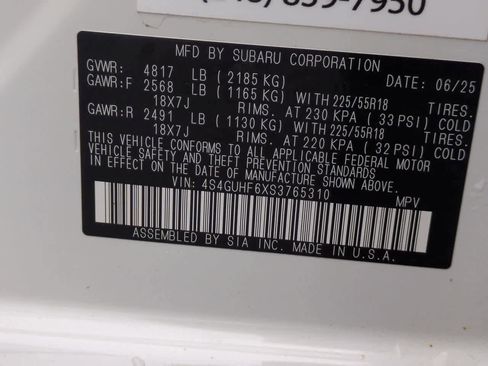 859-7950
MFD BY SUBARU CORPORATION
GVWR: 4817 LB (2185 KG) DATE: 06/25
GAWR:F 2568 LB (1165 KG) WITH 225/55R18 TIRES.
18X7J RIMS. AT 230 KPA (33 PSI) COLD
GAWR:R 2491 LB (1130 KG) WITH 225/55R18 TIRES.
18X7J RIMS. AT 220 KPA (32 PSI) COLD
THIS VEHICLE CONFORMS TO ALL APPLICABLE FEDERAL MOTOR
VEHICLE SAFETY AND THEFT PREVENTION STANDARDS
IN EFFECT ON THE DATE OF MANUFACTURE SHOWN ABOVE.
VIN: 4S4GUHF6XS3765310 MPV
ASSEMBLED BY SIA INC. MADE IN U.S.A.